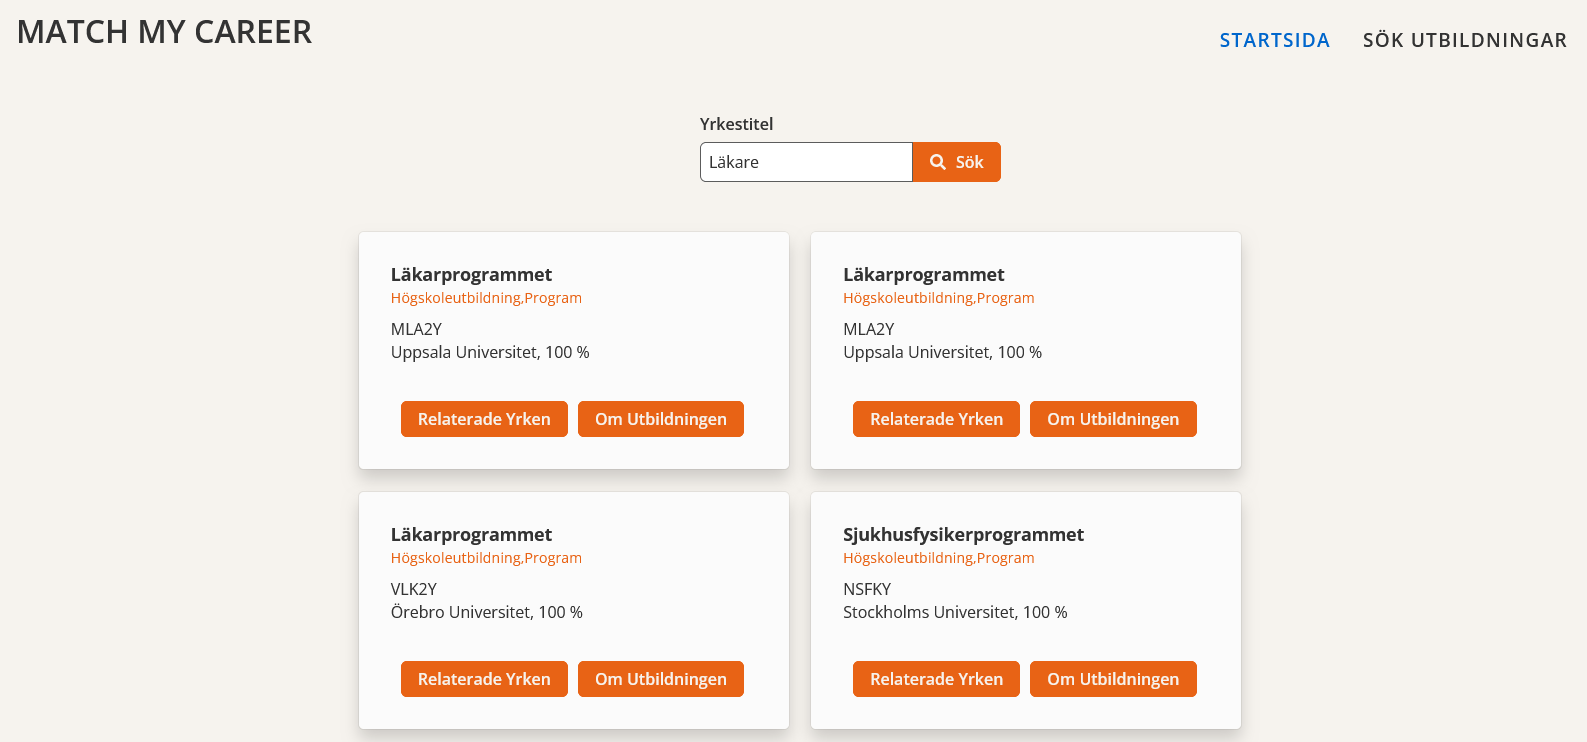 MATCH MY CAREER
STARTSIDA SÖK UTBILDNINGAR
Yrkestitel
Läkare Sök
Läkarprogrammet
Högskoleutbildning,Program
MLA2Y
Uppsala Universitet, 100 %
Relaterade Yrken Om Utbildningen
Läkarprogrammet
Högskoleutbildning,Program
MLA2Y
Uppsala Universitet, 100 %
Relaterade Yrken Om Utbildningen
Läkarprogrammet
Högskoleutbildning,Program
VLK2Y
Örebro Universitet, 100 %
Relaterade Yrken Om Utbildningen
Sjukhusfysikerprogrammet
Högskoleutbildning,Program
NSFKY
Stockholms Universitet, 100 %
Relaterade Yrken Om Utbildningen